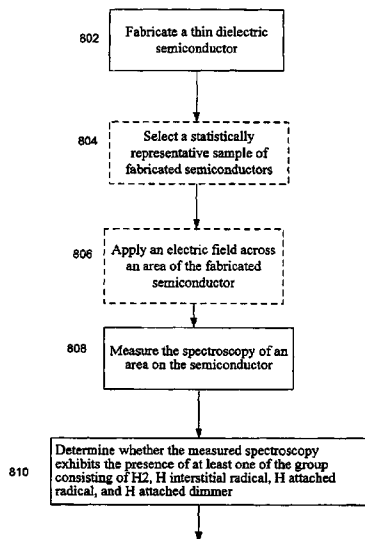 802
Fabricate a thin dielectric
semiconductor
804
Select a statistically
representative sample of
fabricated semiconductors
806
Apply an electric field across
an area of the fabricated
semiconductor
808
Measure the spectroscopy of an
area on the semiconductor
810
Determine whether the measured spectroscopy
exhibits the presence of at least one of the group
consisting of H2, H interstitial radical, H attached
radical, and H attached dimmer